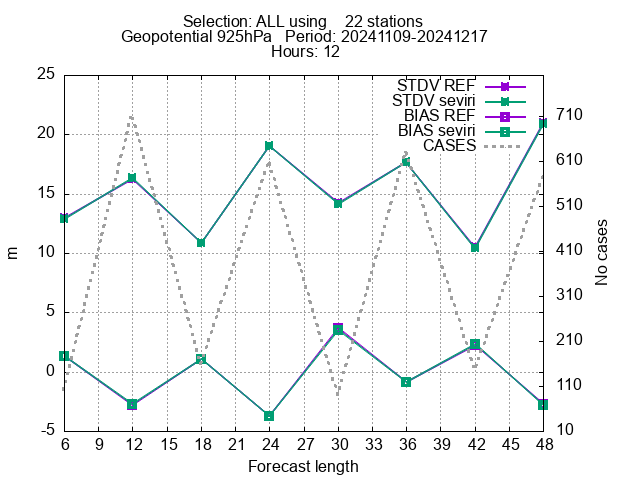 Selection: ALL using    22 stations
Geopotential 925hPa   Period: 20241109-20241217
Hours: 12
STDV REF
STDV seviri
BIAS REF
BIAS seviri
CASES
25
20
15
10
5
0
-5
m
710
610
510
410
310
210
110
10
No cases
6 9 12 15 18 21 24 27 30 33 36 39 42 45 48
Forecast length